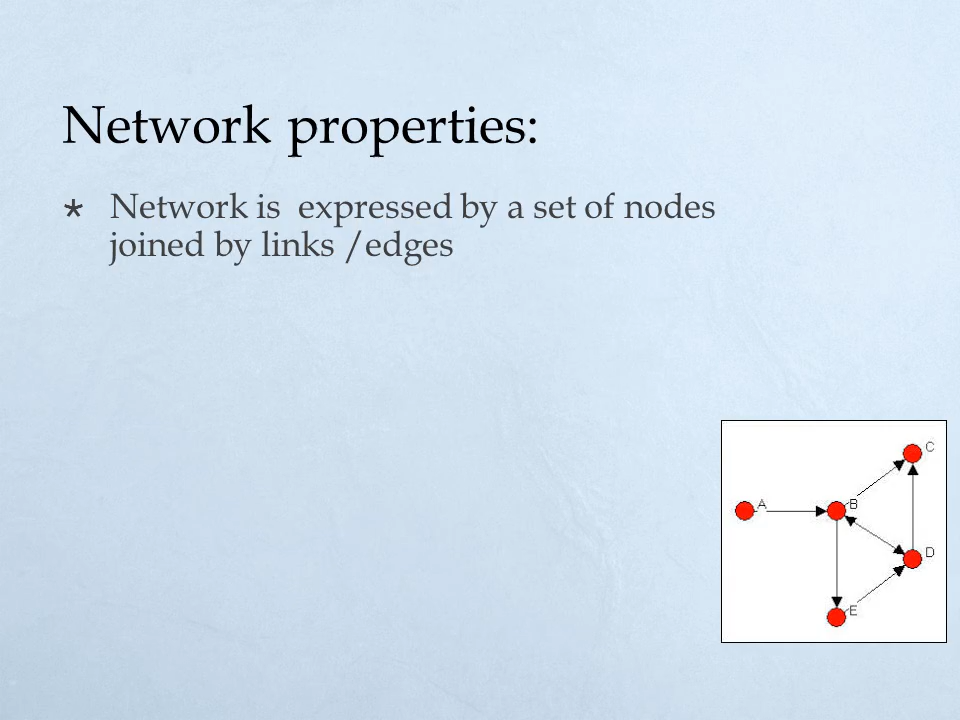 Network properties:
* Network is  expressed by a set of nodes
joined by links /edges
C
A
B
D
E